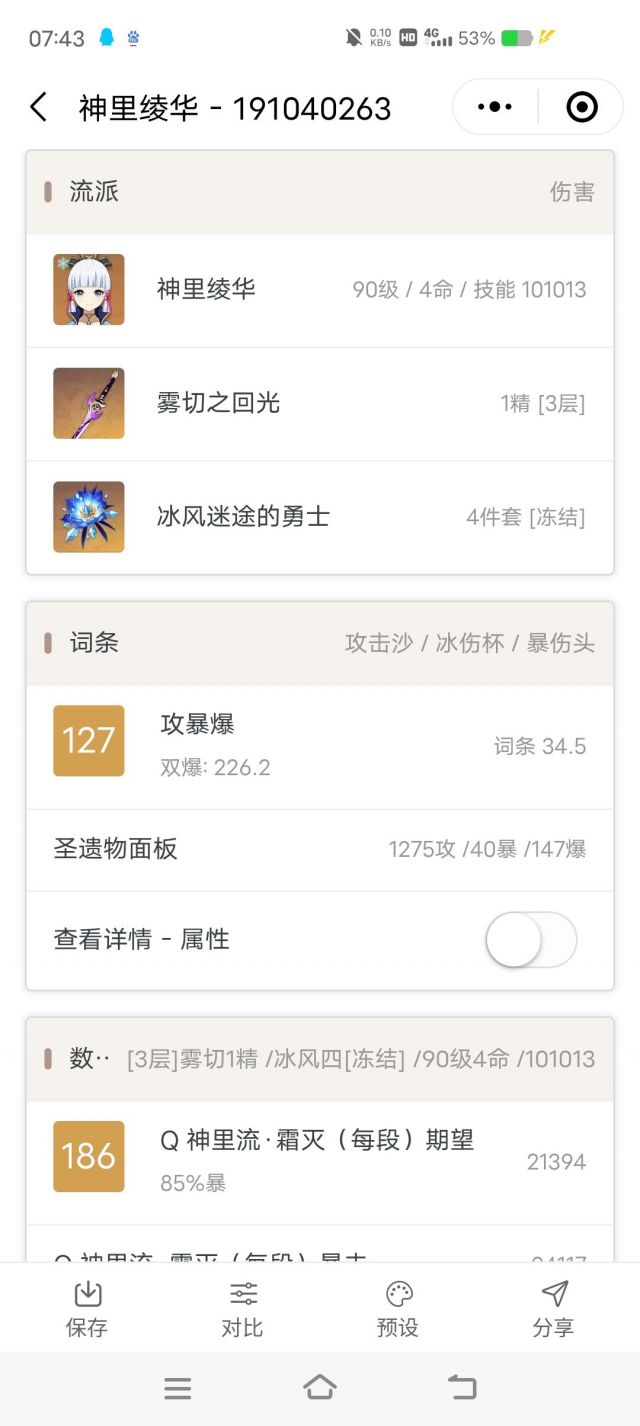 07:43 0.10 KB/s HD 4G 53%
神里绫华 - 191040263
流派 伤害
神里绫华 90级 / 4命 / 技能 101013
雾切之回光 1精 [3层]
冰风迷途的勇士 4件套 [冻结]
词条 攻击沙 / 冰伤杯 / 暴伤头
127 攻暴爆 词条 34.5
双爆: 226.2
圣遗物面板 1275攻 /40暴 /147爆
查看详情 - 属性
数·· [3层]雾切1精 /冰风四[冻结] /90级4命 /101013
186 Q 神里流·霜灭（每段）期望 21394
85%暴
保存 对比 预设 分享